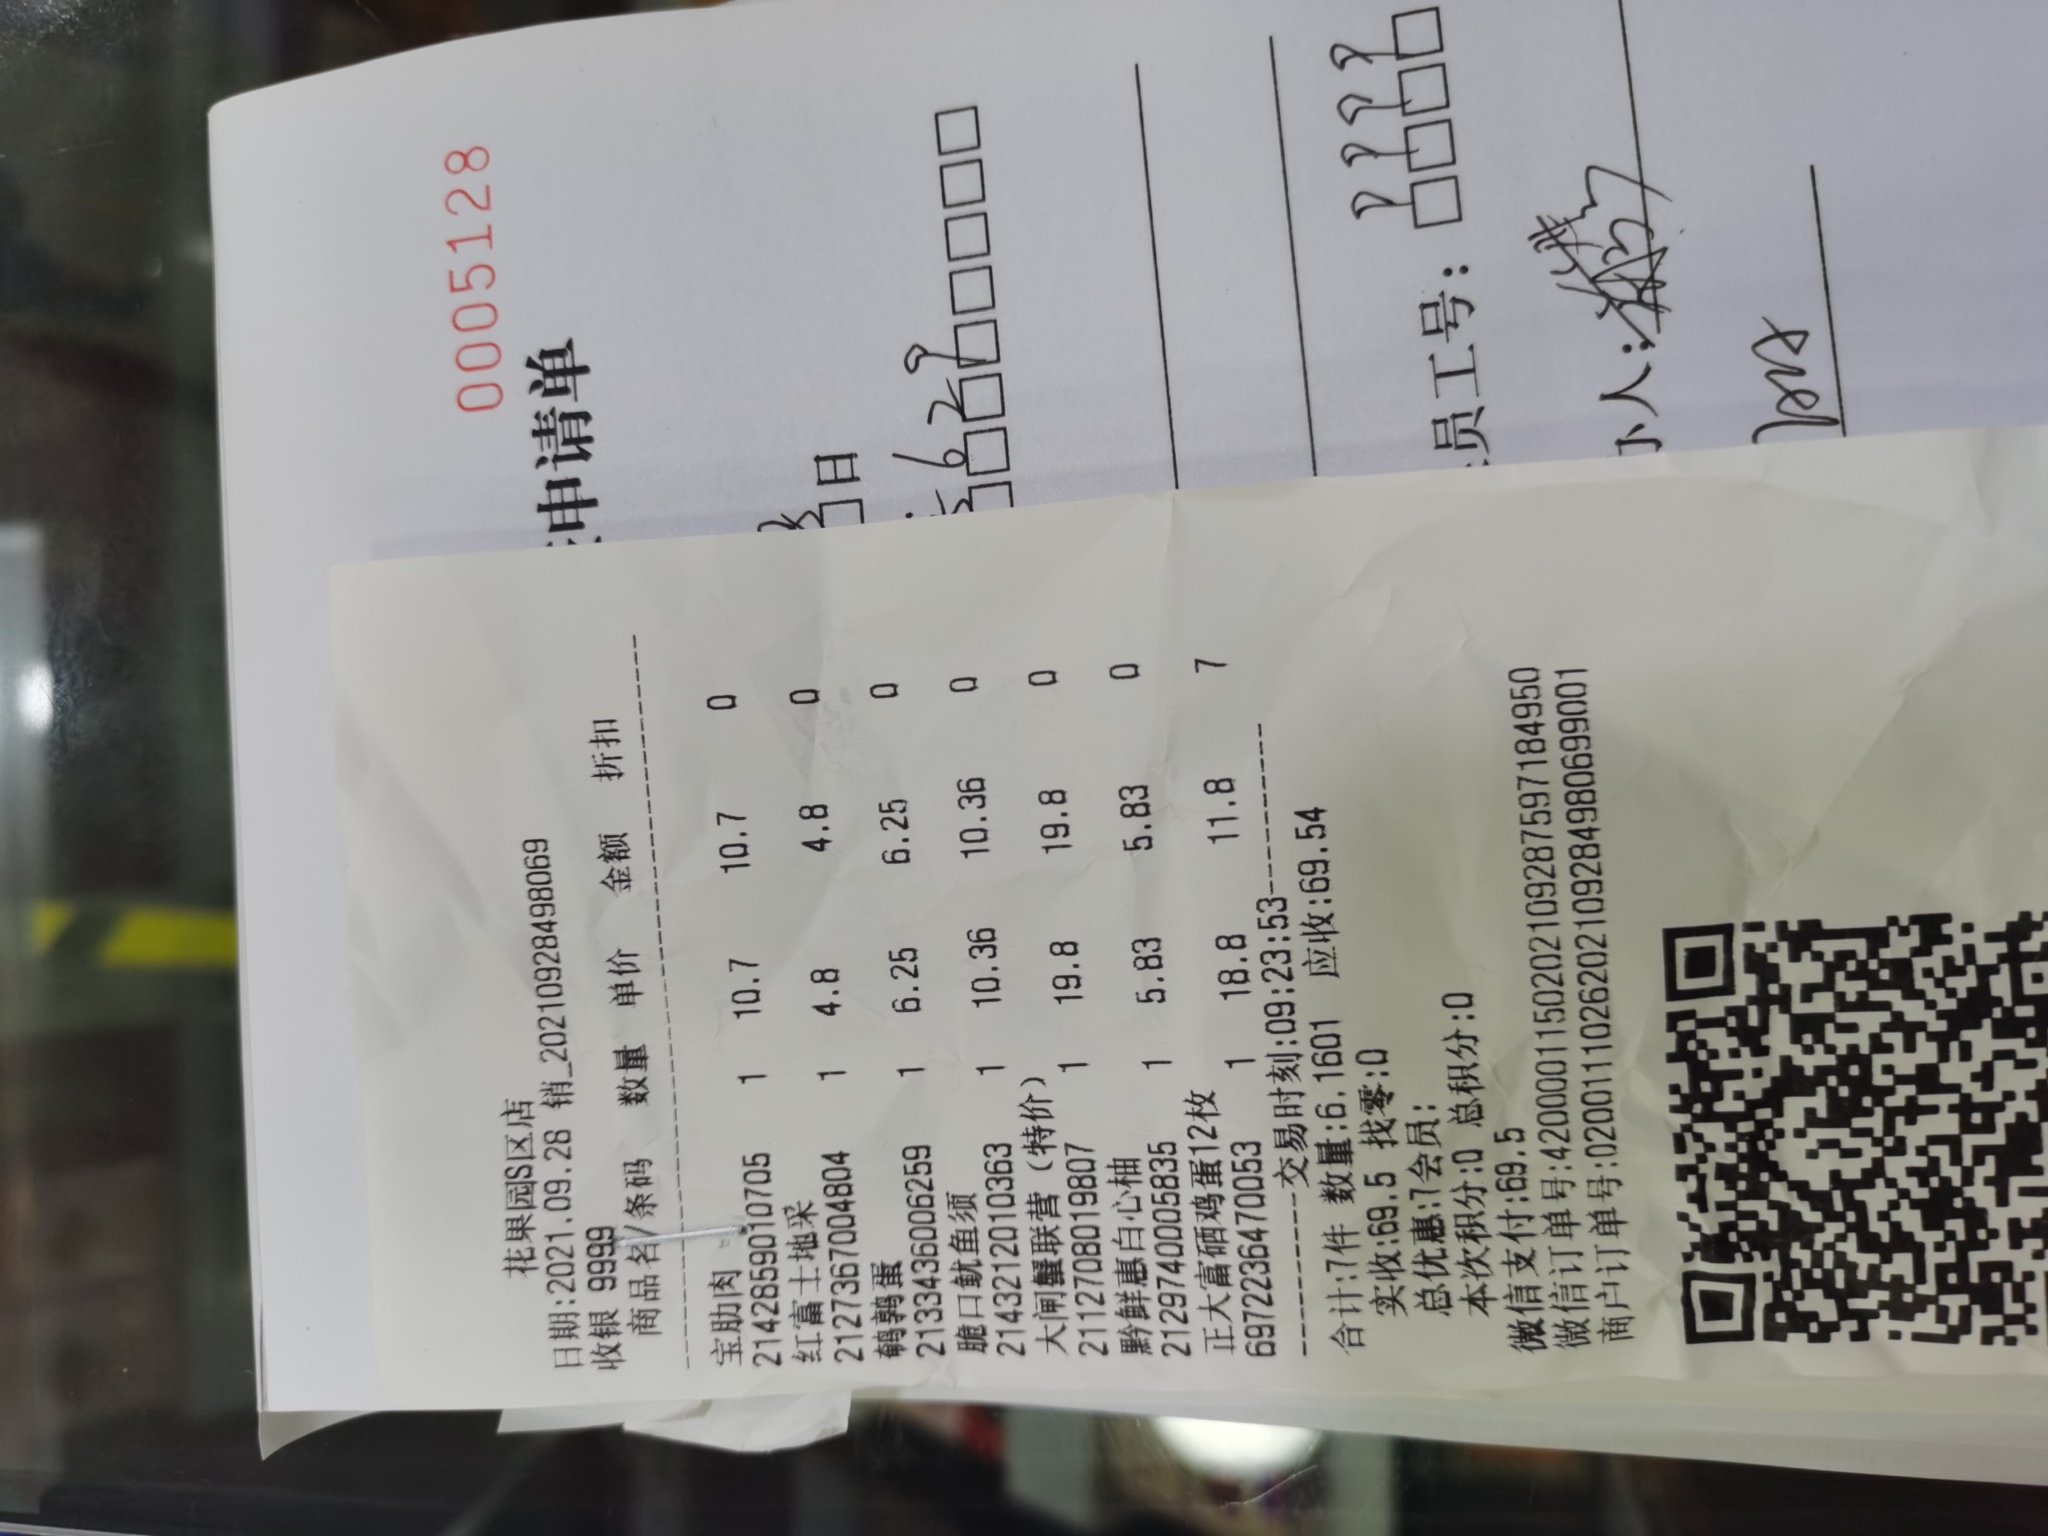 0005128
申请单
日
5629
员工号：
办人：
花果园S区店
日期:2021.09.28 销_20210928498069
收银 9999
商品名/条码 数量 单价 金额 折扣
宝肋肉
2142859010705 1 10.7 10.7 0
红富士地采
2127367004804 1 4.8 4.8 0
鹌鹑蛋
2133436006259 1 6.25 6.25 0
脆口鱿鱼须
2143212010363 1 10.36 10.36 0
大闸蟹联营（特价）
2112708019807 1 19.8 19.8 0
黔鲜惠白心柚
2129740005835 1 5.83 5.83 0
正大富硒鸡蛋12枚
69722236470053 1 18.8 11.8 7
----------交易时刻:09:23:53----------
合计:7件 数量:6.1601 应收:69.54
实收:69.5 找零:0
总优惠:7会员:
本次积分:0 总积分:0
微信支付:69.5
微信订单号:4200001150202109287597184950
商户订单号:02001110262021092849806999001